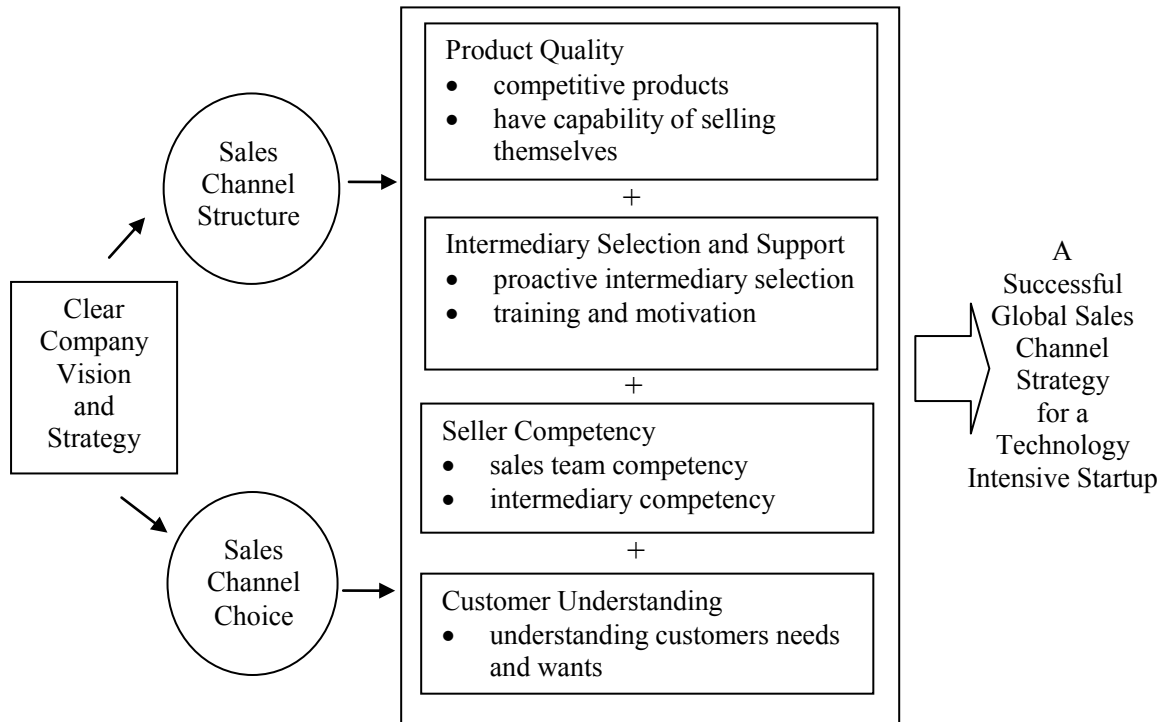 Clear
Company
Vision
and
Strategy
Sales
Channel
Structure
Sales
Channel
Choice
Product Quality
• competitive products
• have capability of selling
themselves
+
Intermediary Selection and Support
• proactive intermediary selection
• training and motivation
+
Seller Competency
• sales team competency
• intermediary competency
+
Customer Understanding
• understanding customers needs
and wants
A
Successful
Global Sales
Channel
Strategy
for a
Technology
Intensive Startup